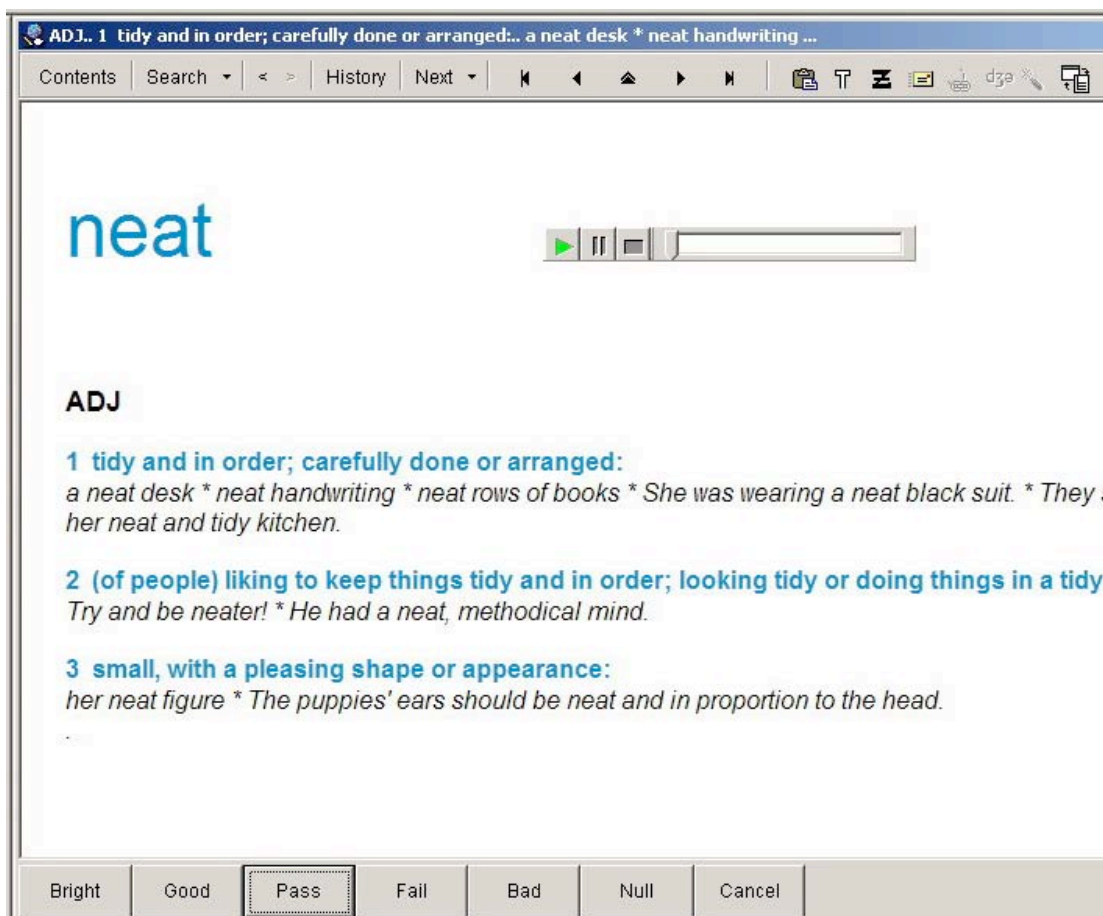 ADJ.. 1 tidy and in order; carefully done or arranged:.. a neat desk * neat handwriting ...
Contents Search < > History Next dʒə
neat
ADJ
1 tidy and in order; carefully done or arranged:
a neat desk * neat handwriting * neat rows of books * She was wearing a neat black suit. * They
her neat and tidy kitchen.
2 (of people) liking to keep things tidy and in order; looking tidy or doing things in a tidy
Try and be neater! * He had a neat, methodical mind.
3 small, with a pleasing shape or appearance:
her neat figure * The puppies' ears should be neat and in proportion to the head.
.
Bright Good Pass Fail Bad Null Cancel